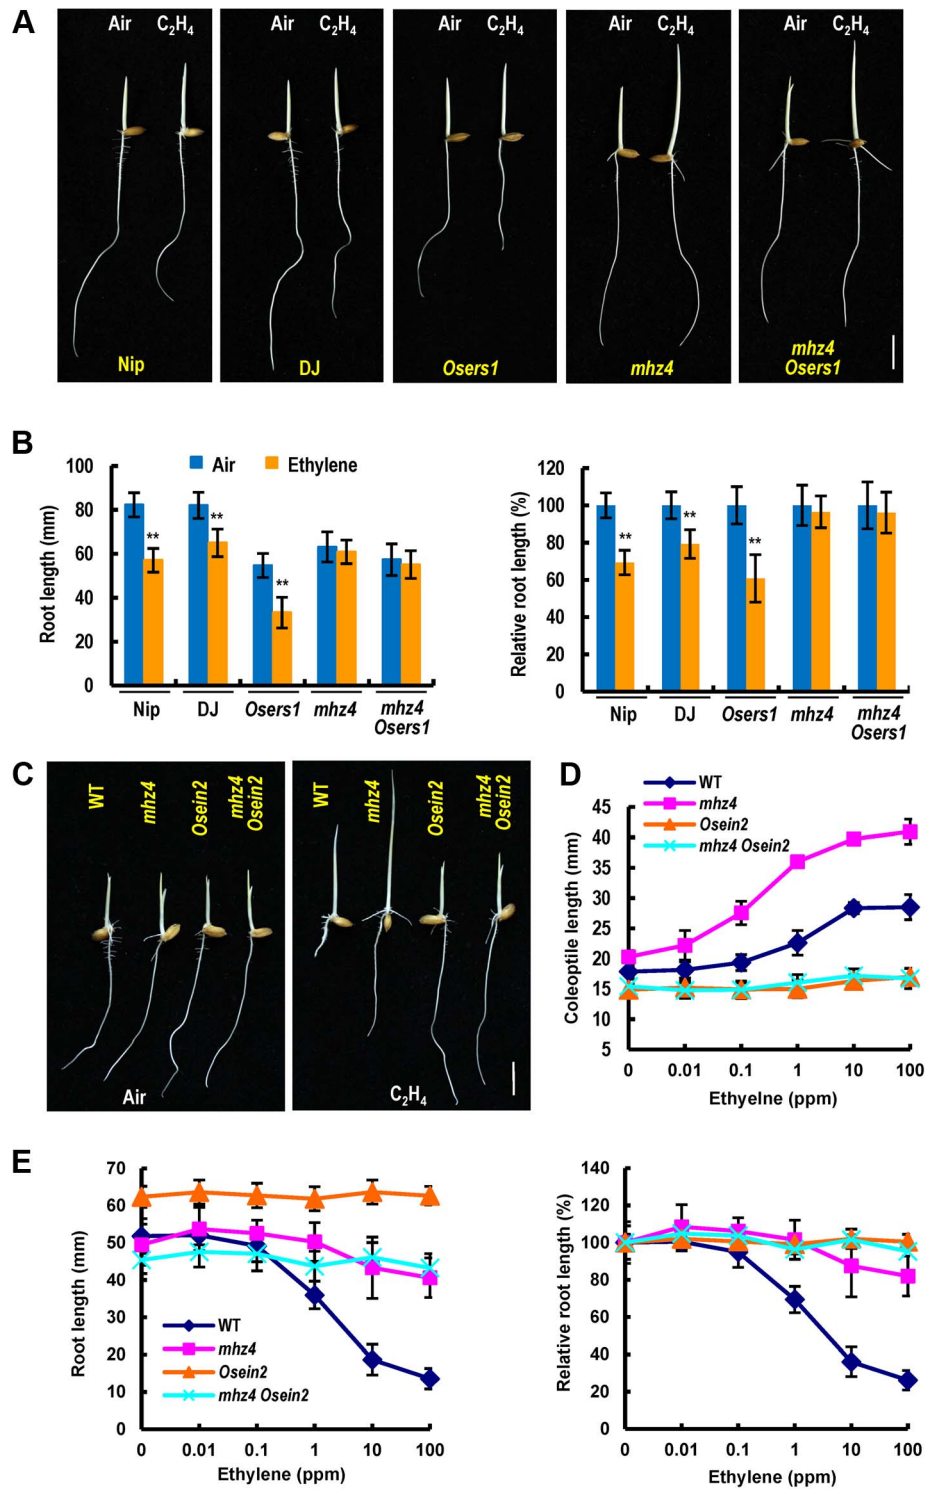 A
Air C₂H₄
Air C₂H₄
Air C₂H₄
Air C₂H₄
Air C₂H₄
Nip
DJ
Osers1
mhz4
mhz4
Osers1
B
Air Ethylene
Root length (mm)
100
80
60
40
20
0
** ** **
Nip DJ Osers1 mhz4 mhz4
Osers1
Relative root length (%)
120
100
80
60
40
20
0
** ** **
Nip DJ Osers1 mhz4 mhz4
Osers1
C
WT mhz4 Osein2 mhz4
Osein2
Air
WT mhz4 Osein2 mhz4
Osein2
C₂H₄
D
WT
mhz4
Osein2
mhz4 Osein2
Coleoptile length (mm)
45
40
35
30
25
20
15
10
5
0 0.01 0.1 1 10 100
Ethyelne (ppm)
E
Root length (mm)
70
60
50
40
30
20
10
0
WT
mhz4
Osein2
mhz4 Osein2
0 0.01 0.1 1 10 100
Ethylene (ppm)
Relative root length (%)
140
120
100
80
60
40
20
0
0 0.01 0.1 1 10 100
Ethylene (ppm)